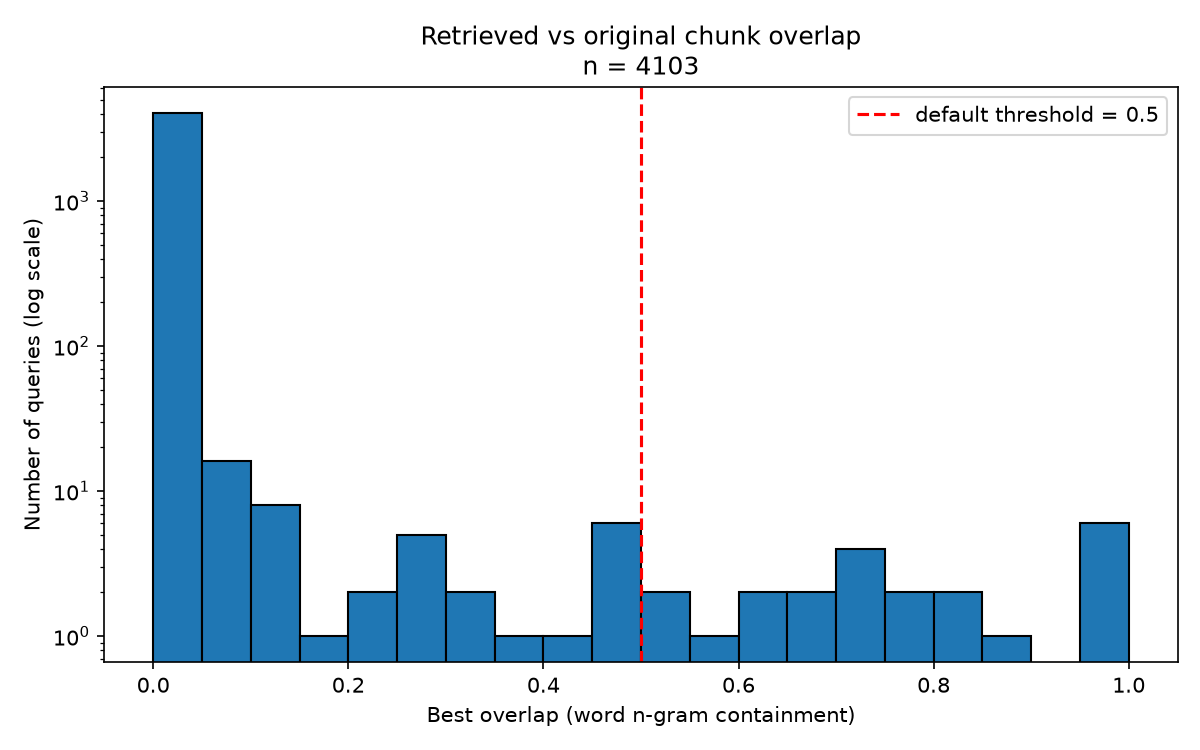 Retrieved vs original chunk overlap
n = 4103
default threshold = 0.5
Number of queries (log scale)
10³
10²
10¹
10⁰
0.0 0.2 0.4 0.6 0.8 1.0
Best overlap (word n-gram containment)